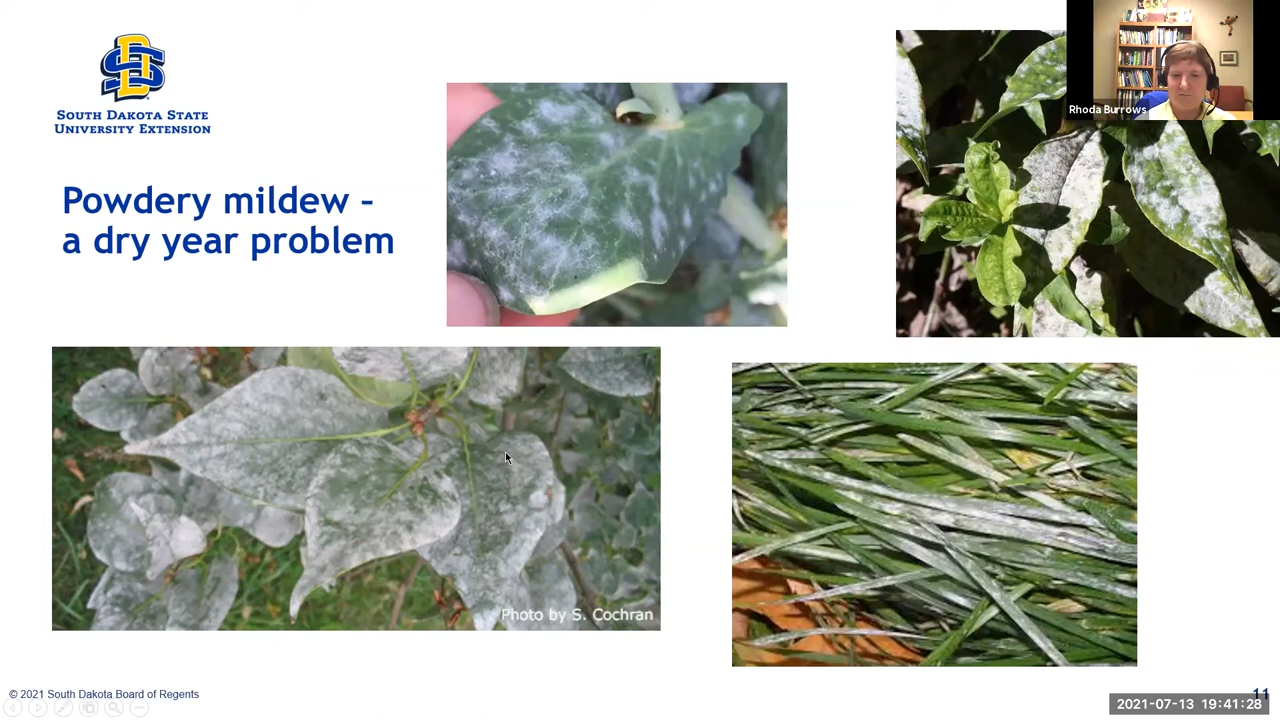 SOUTH DAKOTA STATE
UNIVERSITY EXTENSION
Powdery mildew –
a dry year problem
Rhoda Burrows
Photo by S. Cochran
© 2021 South Dakota Board of Regents
11
2021-07-13 19:41:28